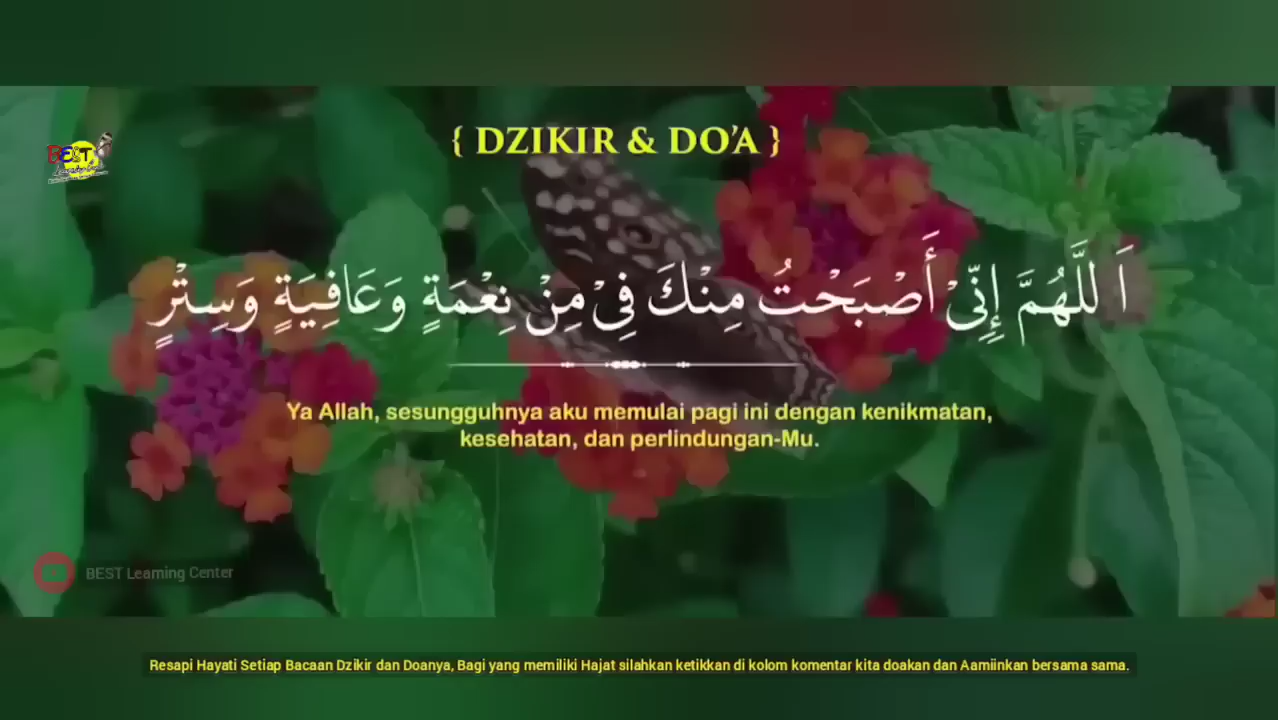 { DZIKIR & DO'A }
BEST
اَ للَّهُمَّ إِنِّىْ أَصْبَحْتُ مِنْكَ فِىْ مِنْ نِعْمَةٍ وَعَافِيَةٍ وَسِتْرٍ
Ya Allah, sesungguhnya aku memulai pagi ini dengan kenikmatan,
kesehatan, dan perlindungan-Mu.
BEST Learning Center
Resapi Hayati Setiap Bacaan Dzikir dan Doanya, Bagi yang memiliki Hajat silahkan ketikkan di kolom komentar kita doakan dan Aamiinkan bersama sama.